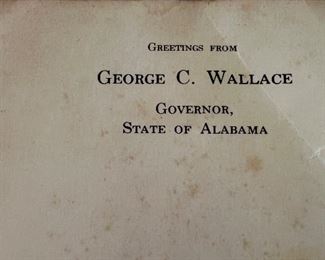 Greetings from
George C. Wallace
Governor,
State of Alabama